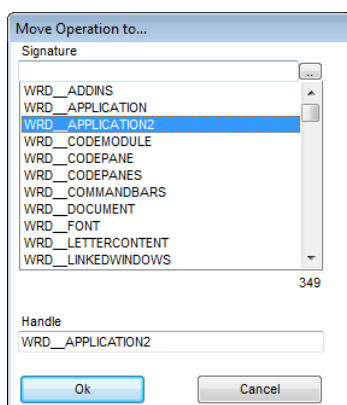 Move Operation to...
Signature
..
WRD__ADDINS
WRD__APPLICATION
WRD__APPLICATION2
WRD__CODEMODULE
WRD__CODEPANE
WRD__CODEPANES
WRD__COMMANDBARS
WRD__DOCUMENT
WRD__FONT
WRD__LETTERCONTENT
WRD__LINKEDWINDOWS
349
Handle
WRD__APPLICATION2
Ok Cancel